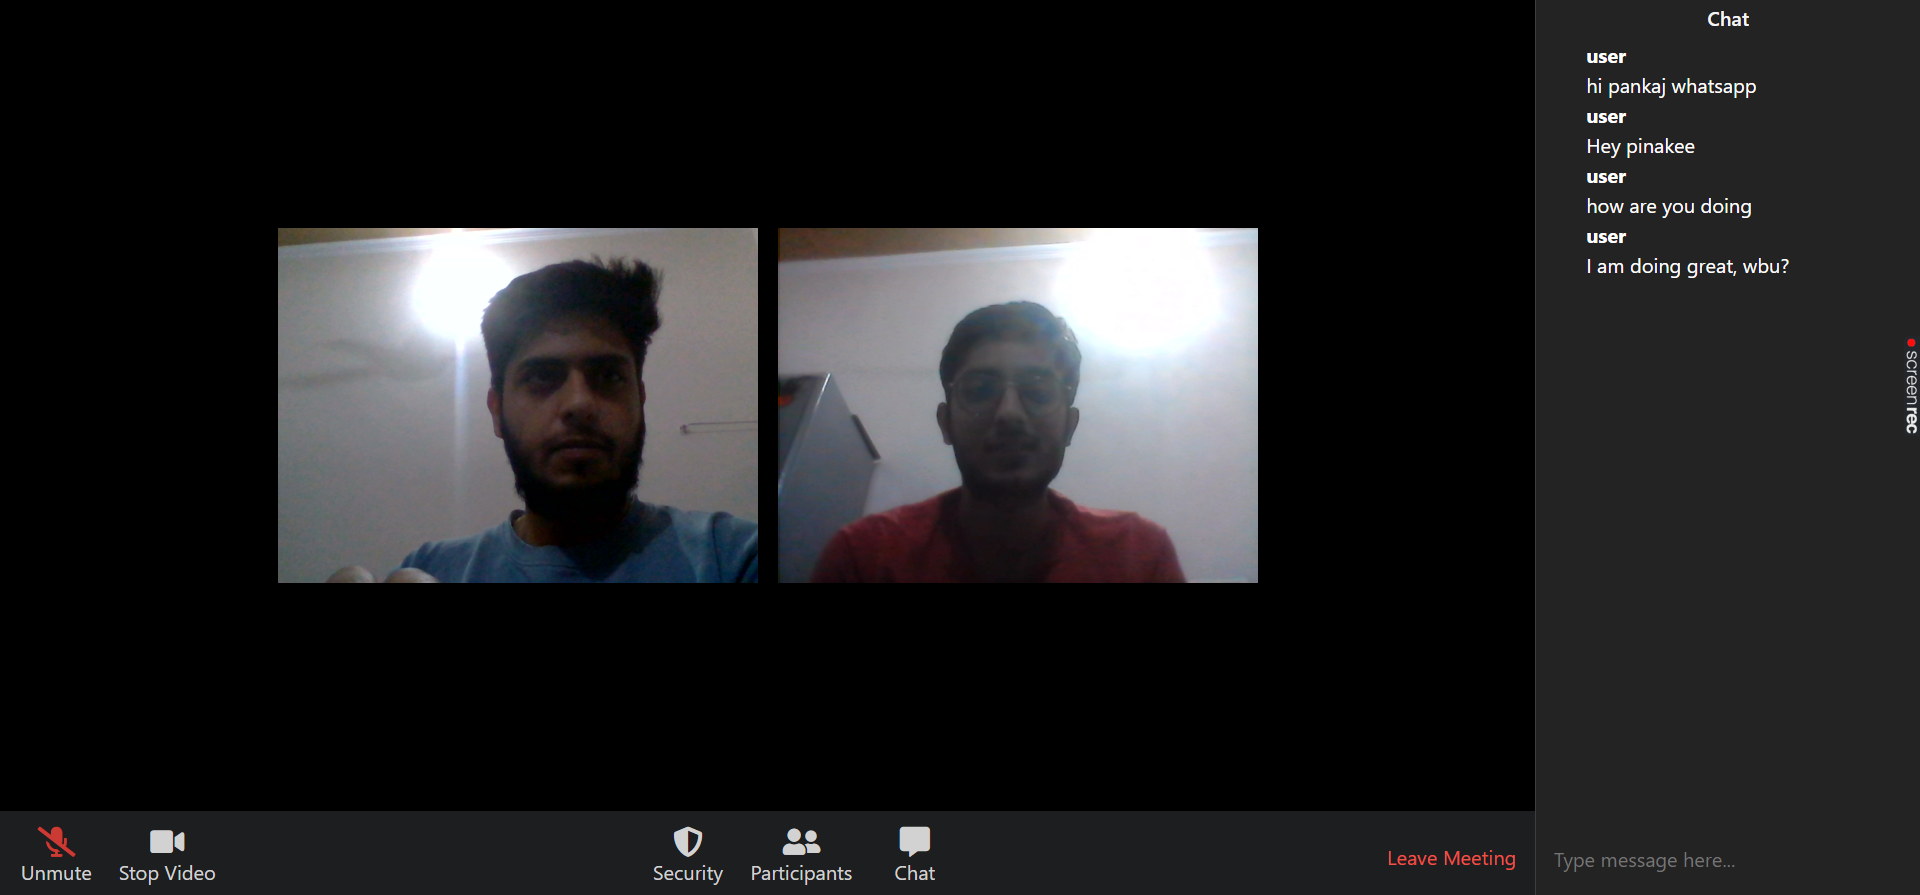 Chat
user
hi pankaj whatsapp
user
Hey pinakee
user
how are you doing
user
I am doing great, wbu?
screenrec
Unmute
Stop Video
Security
Participants
Chat
Leave Meeting
Type message here...